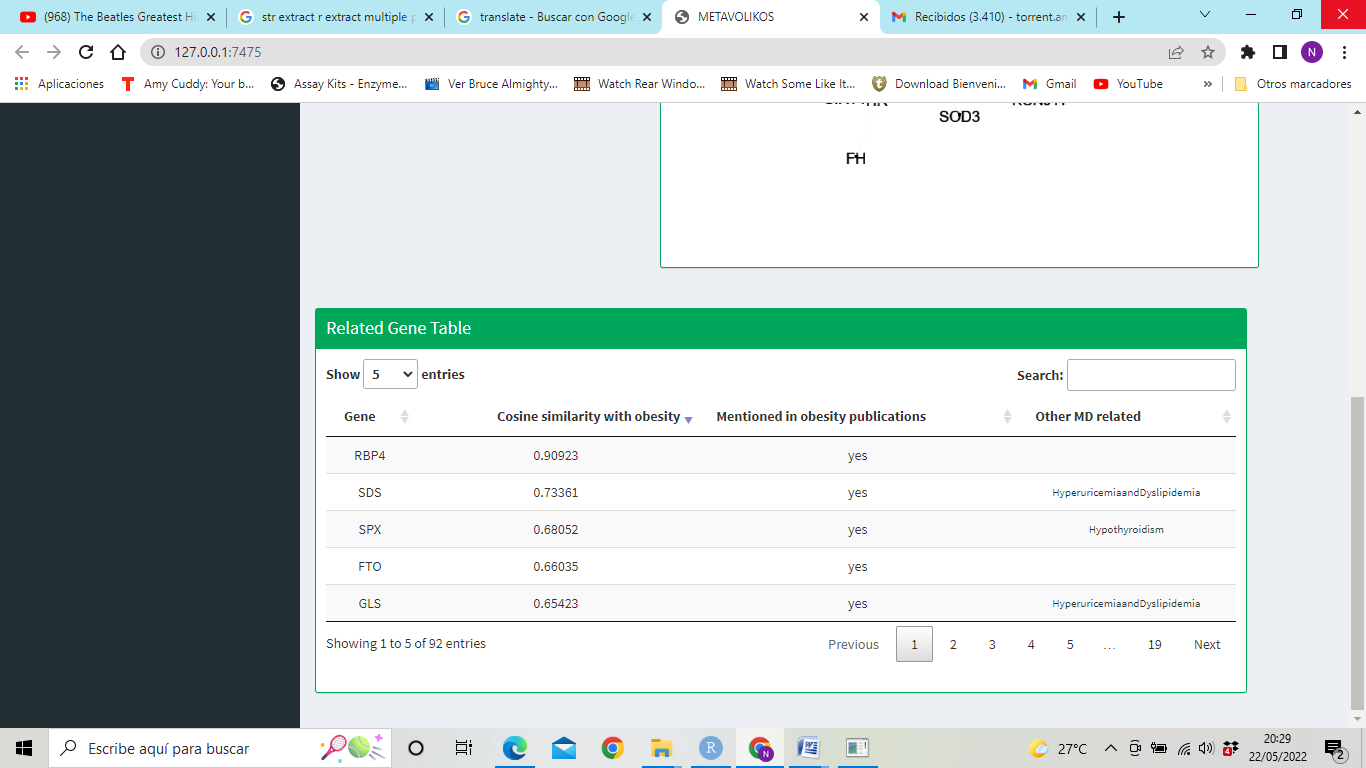 (968) The Beatles Greatest Hi
str extract r extract multiple p
translate - Buscar con Google
METAVOLIKOS
Recibidos (3.410) - torrent.an
127.0.0.1:7475
N
Aplicaciones
Amy Cuddy: Your b...
Assay Kits - Enzyme...
Ver Bruce Almighty...
Watch Rear Windo...
Watch Some Like It...
Download Bienveni...
Gmail
YouTube
»
Otros marcadores
SOD3
FH
Related Gene Table
Show 5 entries
Search:
Gene Cosine similarity with obesity Mentioned in obesity publications Other MD related
RBP4 0.90923 yes
SDS 0.73361 yes HyperuricemiaandDyslipidemia
SPX 0.68052 yes Hypothyroidism
FTO 0.66035 yes
GLS 0.65423 yes HyperuricemiaandDyslipidemia
Showing 1 to 5 of 92 entries
Previous 1 2 3 4 5 … 19 Next
Escribe aquí para buscar
R
N
27°C
4
20:29
22/05/2022
2